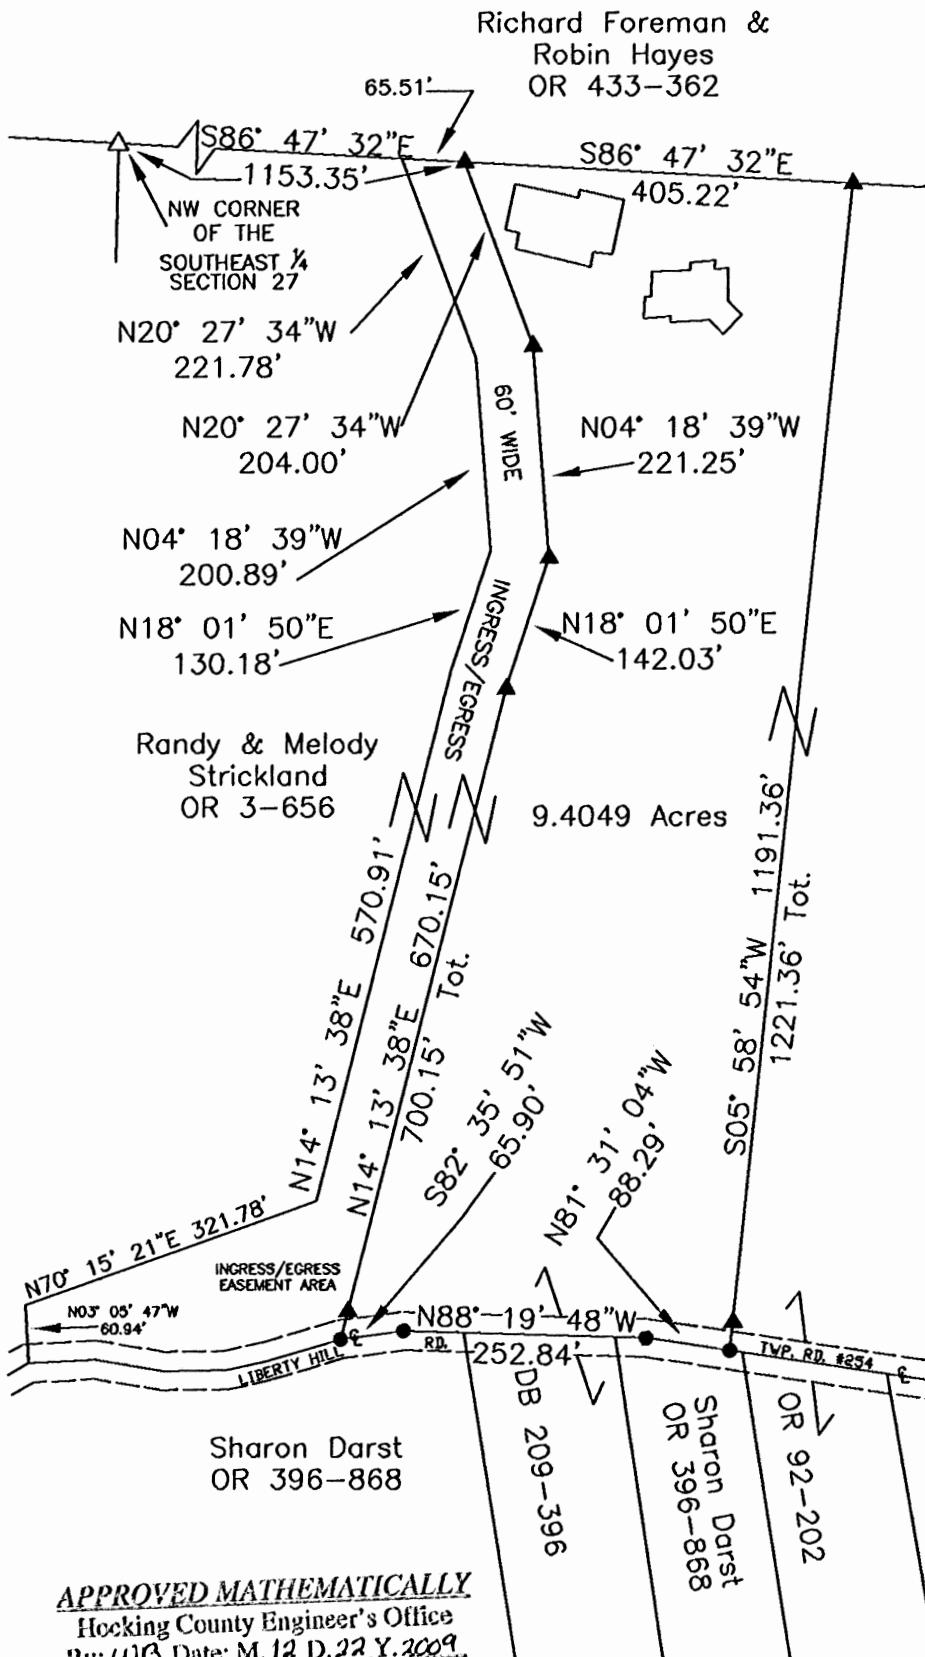 Richard Foreman &
Robin Hayes
OR 433-362
65.51'
S86° 47' 32"E
1153.35'
S86° 47' 32"E
405.22'
NW CORNER
OF THE
SOUTHEAST ¼
SECTION 27
N20° 27' 34"W
221.78'
60' WIDE
N20° 27' 34"W
204.00'
N04° 18' 39"W
221.25'
N04° 18' 39"W
200.89'
N18° 01' 50"E
130.18'
INGRESS/EGRESS
N18° 01' 50"E
142.03'
Randy & Melody
Strickland
OR 3-656
9.4049 Acres
N14° 13' 38"E 570.91'
N14° 13' 38"E 670.15'
700.15' Tot.
S05° 58' 54"W 1191.36'
1221.36' Tot.
S82° 35' 51"W
65.90'
N81° 31' 04"W
88.29'
N70° 15' 21"E 321.78'
INGRESS/EGRESS
EASEMENT AREA
N03° 05' 47"W
60.94'
N88° 19' 48"W
252.84'
LIBERTY HILL RD.
TWP. RD. #254
Sharon Darst
OR 396-868
DB 209-396
Sharon Darst
OR 396-868
OR 92-202
APPROVED MATHEMATICALLY
Hocking County Engineer's Office
By: WB Date: M.12 D.22 Y.2009